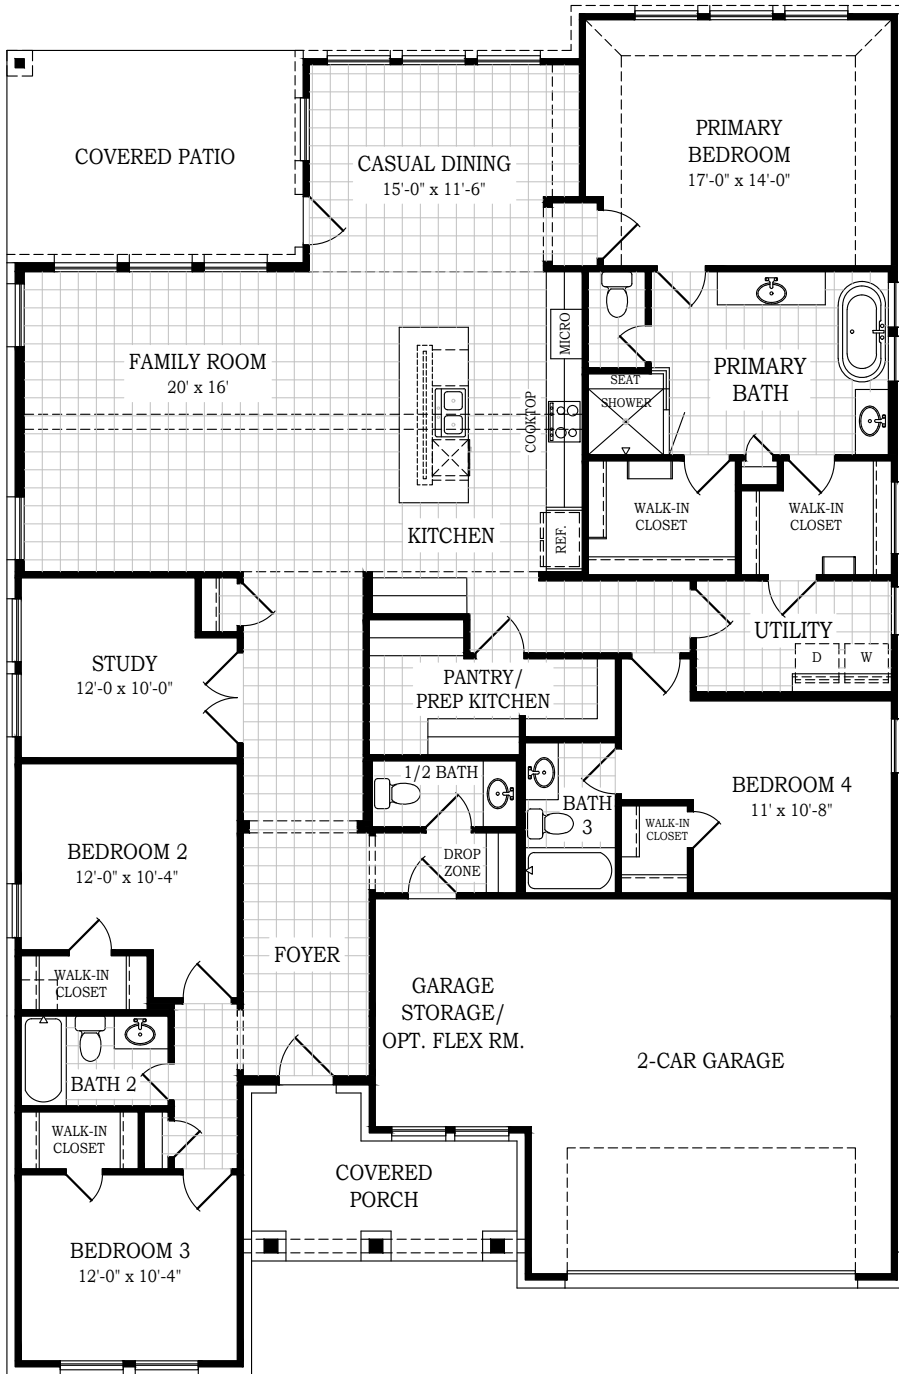 COVERED PATIO
CASUAL DINING
15'-0" x 11'-6"
PRIMARY
BEDROOM
17'-0" x 14'-0"
FAMILY ROOM
20' x 16'
MICRO
COOKTOP
SEAT
SHOWER
PRIMARY
BATH
KITCHEN
REF.
WALK-IN
CLOSET
WALK-IN
CLOSET
UTILITY
D
W
STUDY
12'-0 x 10'-0"
PANTRY/
PREP KITCHEN
1/2 BATH
BATH
3
BEDROOM 4
11' x 10'-8"
WALK-IN
CLOSET
BEDROOM 2
12'-0" x 10'-4"
DROP
ZONE
WALK-IN
CLOSET
FOYER
GARAGE
STORAGE/
OPT. FLEX RM.
2-CAR GARAGE
BATH 2
WALK-IN
CLOSET
COVERED
PORCH
BEDROOM 3
12'-0" x 10'-4"